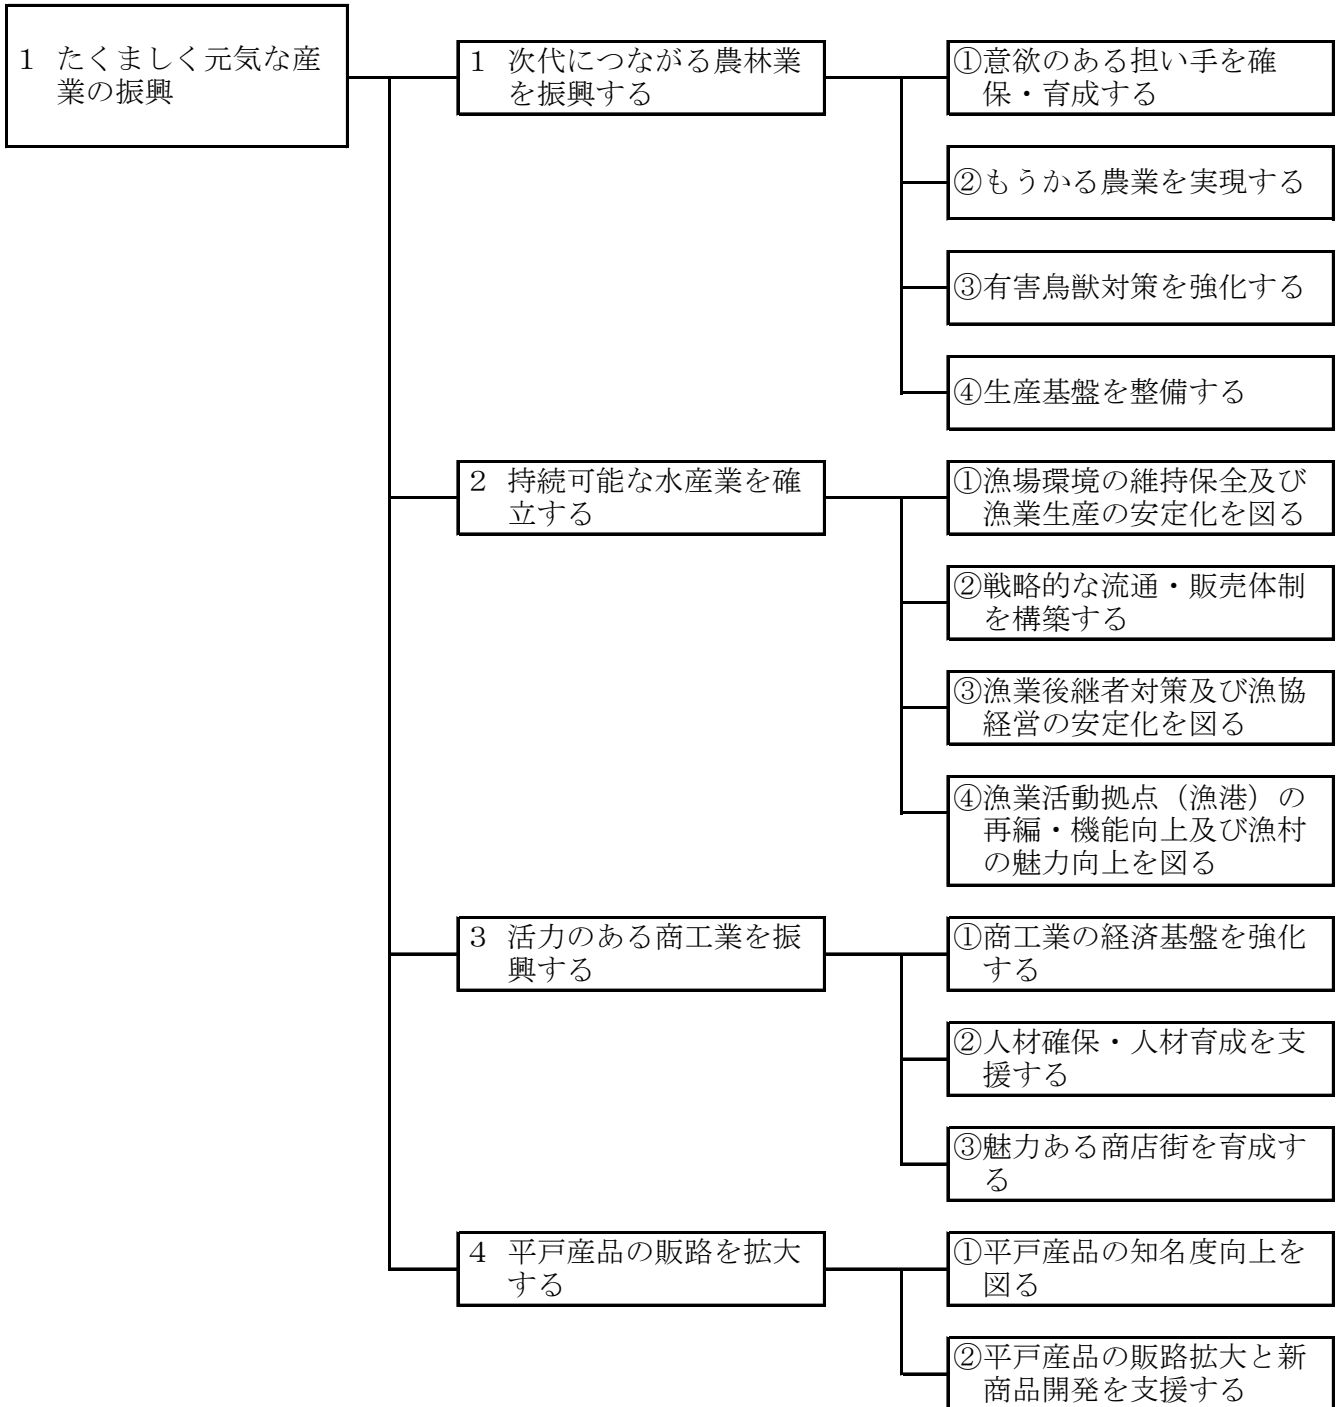 1 たくましく元気な産
業の振興
1 次代につながる農林業
を振興する
①意欲のある担い手を確
保・育成する
②もうかる農業を実現する
③有害鳥獣対策を強化する
④生産基盤を整備する
2 持続可能な水産業を確
立する
①漁場環境の維持保全及び
漁業生産の安定化を図る
②戦略的な流通・販売体制
を構築する
③漁業後継者対策及び漁協
経営の安定化を図る
④漁業活動拠点（漁港）の
再編・機能向上及び漁村
の魅力向上を図る
3 活力のある商工業を振
興する
①商工業の経済基盤を強化
する
②人材確保・人材育成を支
援する
③魅力ある商店街を育成す
る
4 平戸産品の販路を拡大
する
①平戸産品の知名度向上を
図る
②平戸産品の販路拡大と新
商品開発を支援する